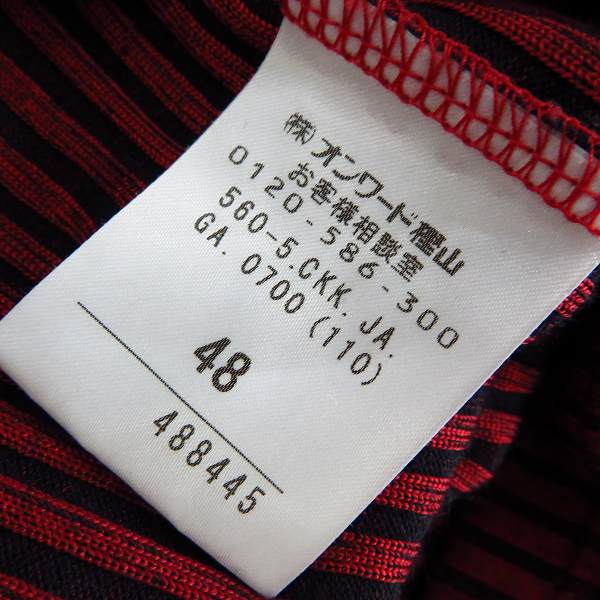 ㈱オンワード樫山
お客様相談室
0120-586-300
560-5.CKK.JA.
GA.0700(110)
48
488445